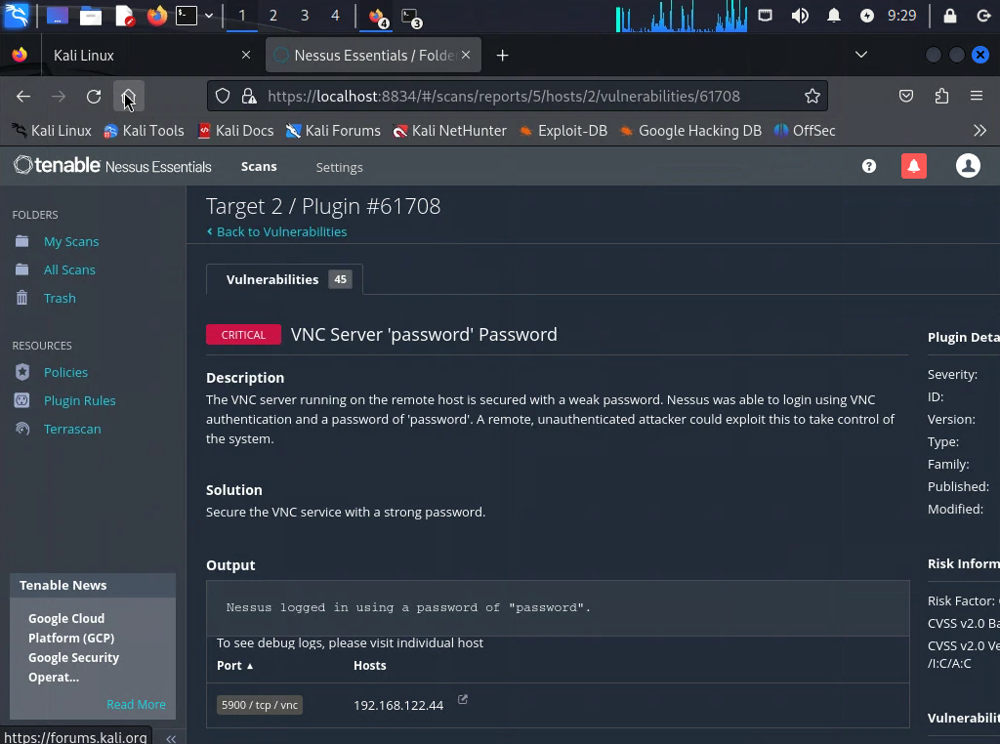 1 2 3 4 4 3 9:29
Kali Linux Nessus Essentials / Folde
https://localhost:8834/#/scans/reports/5/hosts/2/vulnerabilities/61708
Kali Linux Kali Tools Kali Docs Kali Forums Kali NetHunter Exploit-DB Google Hacking DB OffSec
tenable Nessus Essentials Scans Settings
FOLDERS
My Scans
All Scans
Trash
RESOURCES
Policies
Plugin Rules
Terrascan
Tenable News
Google Cloud
Platform (GCP)
Google Security
Operat...
Read More
https://forums.kali.org
Target 2 / Plugin #61708
Back to Vulnerabilities
Vulnerabilities 45
CRITICAL VNC Server 'password' Password
Description
The VNC server running on the remote host is secured with a weak password. Nessus was able to login using VNC
authentication and a password of 'password'. A remote, unauthenticated attacker could exploit this to take control of
the system.
Solution
Secure the VNC service with a strong password.
Output
Nessus logged in using a password of "password".
To see debug logs, please visit individual host
Port Hosts
5900 / tcp / vnc 192.168.122.44
Plugin Deta
Severity:
ID:
Version:
Type:
Family:
Published:
Modified:
Risk Inform
Risk Factor:
CVSS v2.0 Ba
CVSS v2.0 Ve
/I:C/A:C
Vulnerabilit